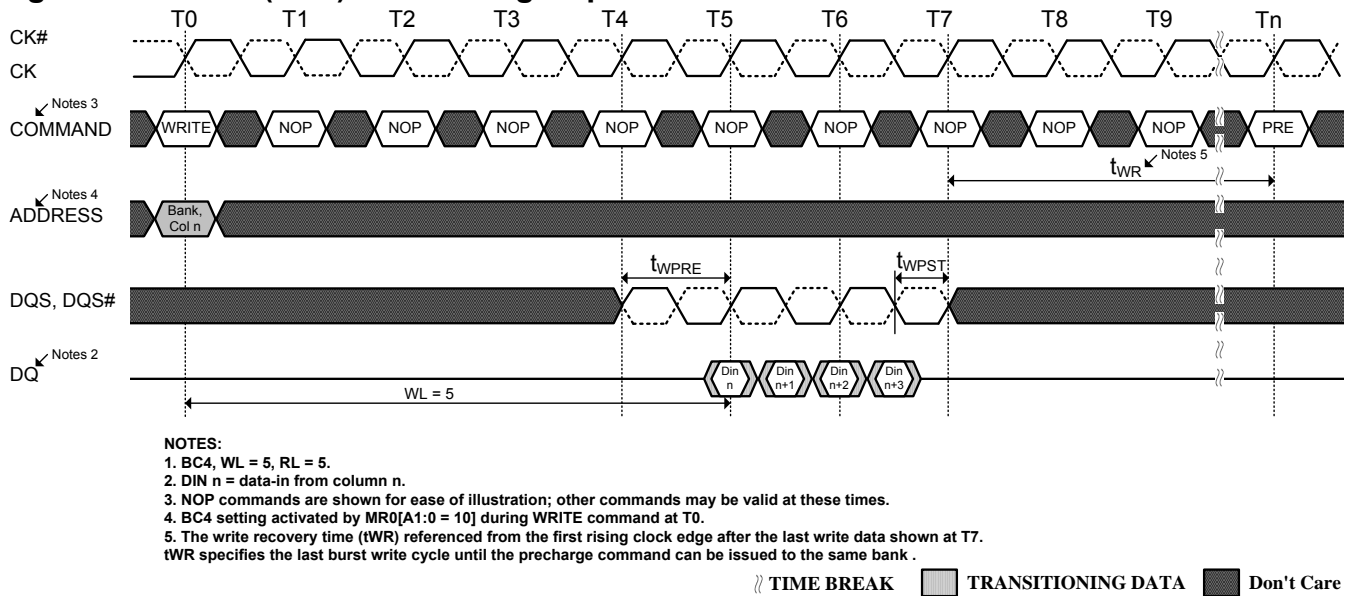 T0 T1 T2 T3 T4 T5 T6 T7 T8 T9 Tn
CK#
CK
Notes 3
COMMAND
WRITE NOP NOP NOP NOP NOP NOP NOP NOP NOP PRE
tWR Notes 5
Notes 4
ADDRESS
Bank,
Col n
tWPRE tWPST
DQS, DQS#
Notes 2
DQ
Din
n
Din
n+1
Din
n+2
Din
n+3
WL = 5
NOTES:
1. BC4, WL = 5, RL = 5.
2. DIN n = data-in from column n.
3. NOP commands are shown for ease of illustration; other commands may be valid at these times.
4. BC4 setting activated by MR0[A1:0 = 10] during WRITE command at T0.
5. The write recovery time (tWR) referenced from the first rising clock edge after the last write data shown at T7.
tWR specifies the last burst write cycle until the precharge command can be issued to the same bank .
TIME BREAK TRANSITIONING DATA Don't Care